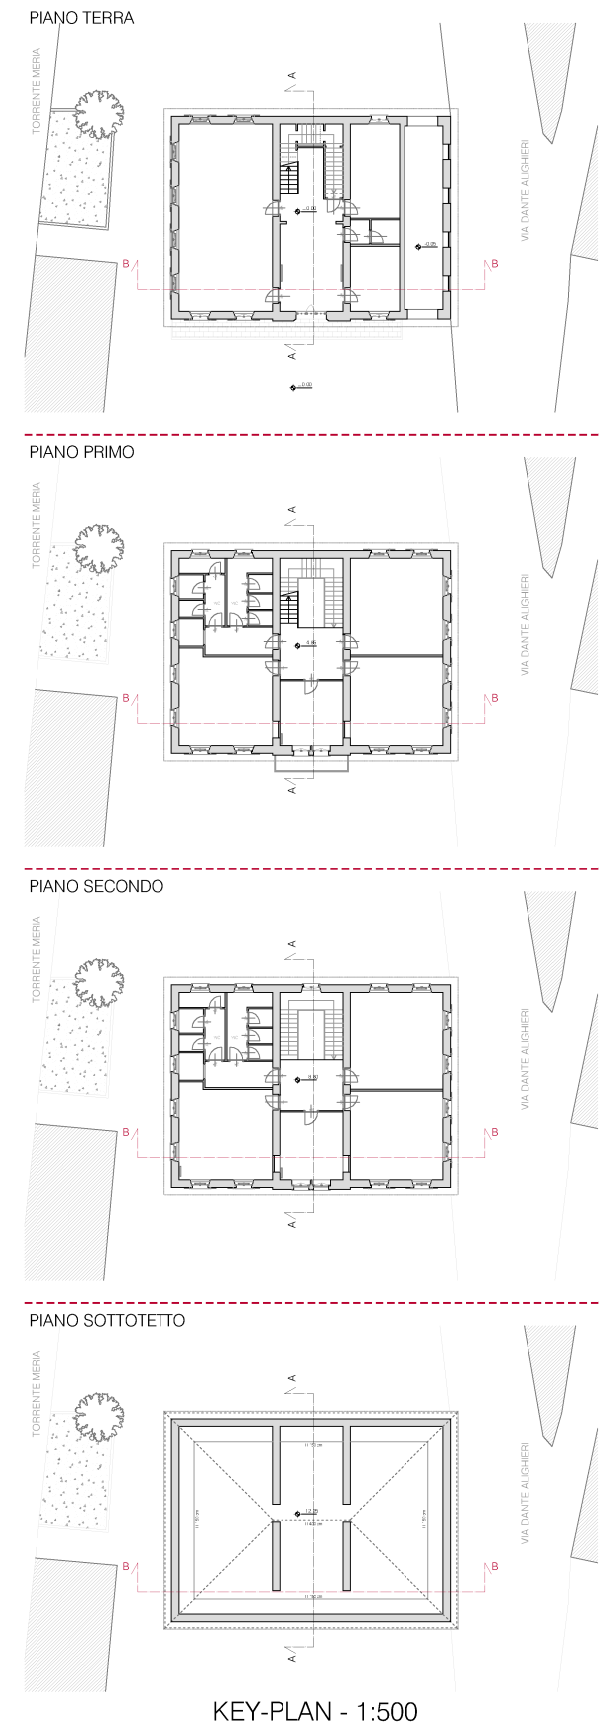 PIANO TERRA
TORRENTE MERIA
A
VIA DANTE ALIGHIERI
B
B
A
PIANO PRIMO
TORRENTE MERIA
A
VIA DANTE ALIGHIERI
B
B
A
PIANO SECONDO
TORRENTE MERIA
A
VIA DANTE ALIGHIERI
B
B
A
PIANO SOTTOTETTO
TORRENTE MERIA
A
VIA DANTE ALIGHIERI
B
B
A
KEY-PLAN - 1:500